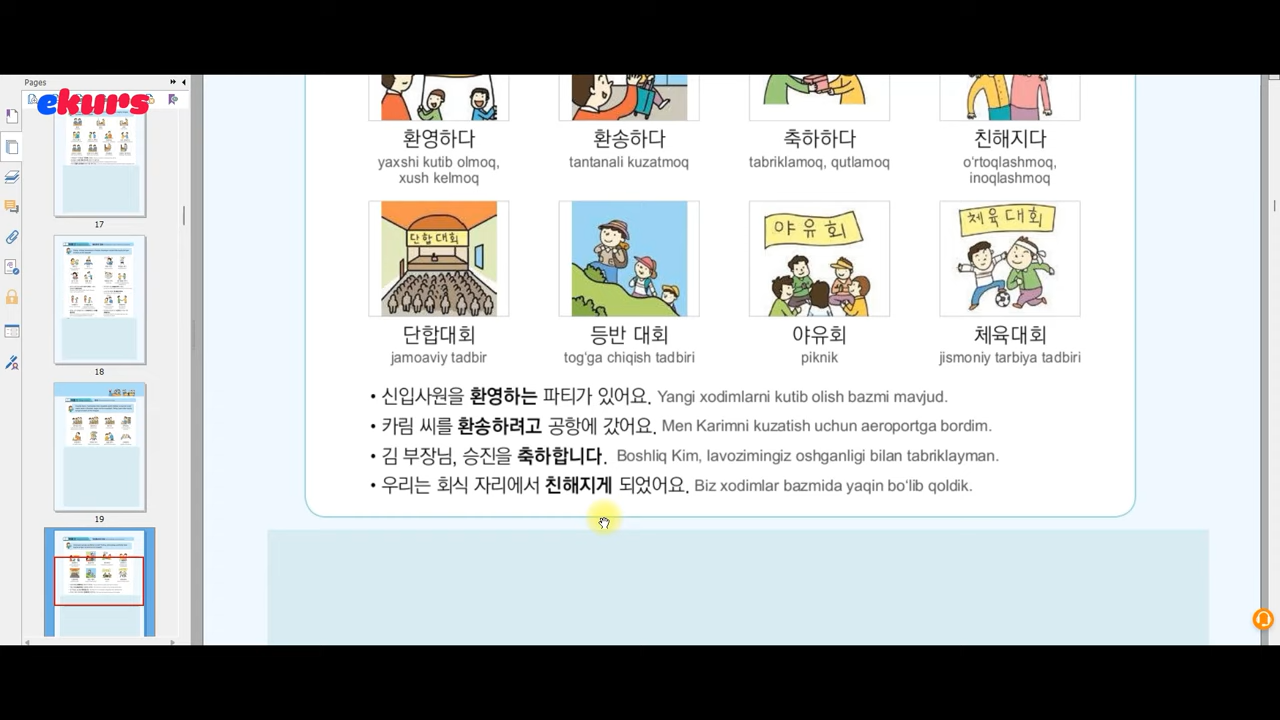 Pages
ekurs
17
18
19
환영하다
yaxshi kutib olmoq,
xush kelmoq
환송하다
tantanali kuzatmoq
축하하다
tabriklamoq, qutlamoq
친해지다
o'rtoqlashmoq,
inoqlashmoq
단합대회
단합대회
jamoaviy tadbir
등반 대회
tog'ga chiqish tadbiri
야유회
야유회
piknik
체육대회
체육대회
jismoniy tarbiya tadbiri
• 신입사원을 환영하는 파티가 있어요. Yangi xodimlarni kutib olish bazmi mavjud.
• 카림 씨를 환송하려고 공항에 갔어요. Men Karimni kuzatish uchun aeroportga bordim.
• 김 부장님, 승진을 축하합니다. Boshliq Kim, lavozimingiz oshganligi bilan tabriklayman.
• 우리는 회식 자리에서 친해지게 되었어요. Biz xodimlar bazmida yaqin bo'lib qoldik.